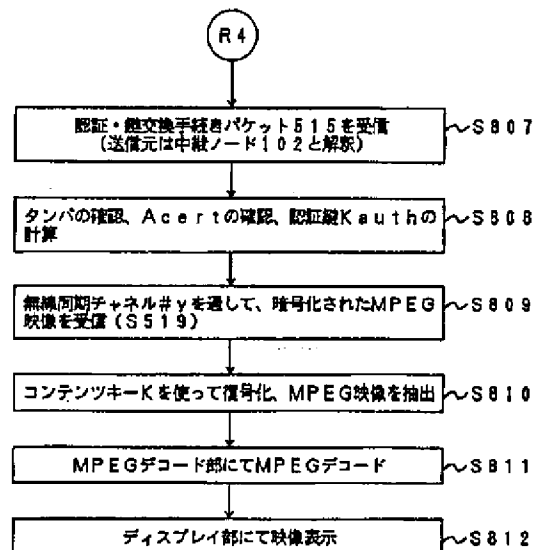 R4
認証・鍵交換手続きパケット515を受信
(送信元は中継ノード102と解釈)
~S807
タンパの確認、Acertの確認、認証鍵Kauthの
計算
~S808
無線同期チャネル#yを通して、暗号化されたMPEG
映像を受信(S519)
~S809
コンテンツキーKを使って復号化、MPEG映像を抽出
~S810
MPEGデコード部にてMPEGデコード
~S811
ディスプレイ部にて映像表示
~S812